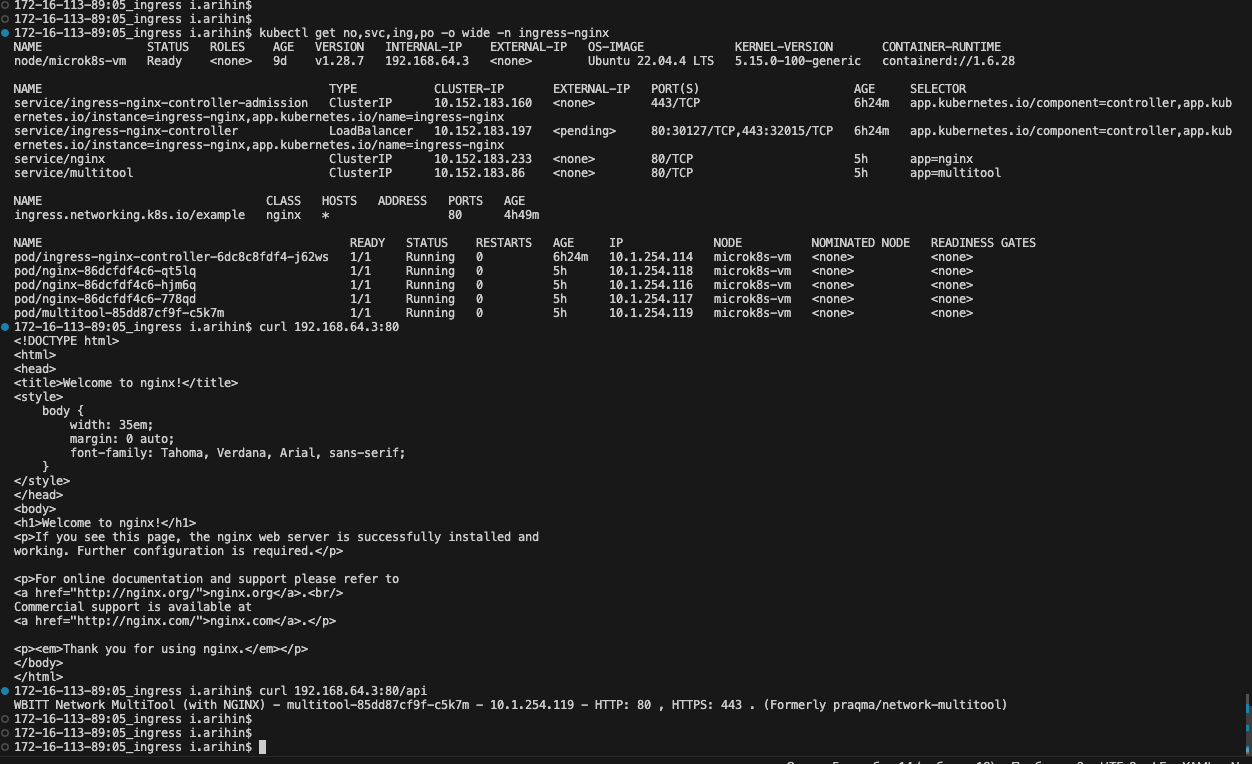 172-16-113-89:05_ingress i.arihin$
172-16-113-89:05_ingress i.arihin$
172-16-113-89:05_ingress i.arihin$ kubectl get no,svc,ing,po -o wide -n ingress-nginx
NAME STATUS ROLES AGE VERSION INTERNAL-IP EXTERNAL-IP OS-IMAGE KERNEL-VERSION CONTAINER-RUNTIME
node/microk8s-vm Ready <none> 9d v1.28.7 192.168.64.3 <none> Ubuntu 22.04.4 LTS 5.15.0-100-generic containerd://1.6.28
NAME TYPE CLUSTER-IP EXTERNAL-IP PORT(S) AGE SELECTOR
service/ingress-nginx-controller-admission ClusterIP 10.152.183.160 <none> 443/TCP 6h24m app.kubernetes.io/component=controller,app.kub
ernetes.io/instance=ingress-nginx,app.kubernetes.io/name=ingress-nginx
service/ingress-nginx-controller LoadBalancer 10.152.183.197 <pending> 80:30127/TCP,443:32015/TCP 6h24m app.kubernetes.io/component=controller,app.kub
ernetes.io/instance=ingress-nginx,app.kubernetes.io/name=ingress-nginx
service/nginx ClusterIP 10.152.183.233 <none> 80/TCP 5h app=nginx
service/multitool ClusterIP 10.152.183.86 <none> 80/TCP 5h app=multitool
NAME CLASS HOSTS ADDRESS PORTS AGE
ingress.networking.k8s.io/example nginx * 80 4h49m
NAME READY STATUS RESTARTS AGE IP NODE NOMINATED NODE READINESS GATES
pod/ingress-nginx-controller-6dc8c8fdf4-j62ws 1/1 Running 0 6h24m 10.1.254.114 microk8s-vm <none> <none>
pod/nginx-86dcfdf4c6-qt5lq 1/1 Running 0 5h 10.1.254.118 microk8s-vm <none> <none>
pod/nginx-86dcfdf4c6-hjm6q 1/1 Running 0 5h 10.1.254.116 microk8s-vm <none> <none>
pod/nginx-86dcfdf4c6-778qd 1/1 Running 0 5h 10.1.254.117 microk8s-vm <none> <none>
pod/multitool-85dd87cf9f-c5k7m 1/1 Running 0 5h 10.1.254.119 microk8s-vm <none> <none>
172-16-113-89:05_ingress i.arihin$ curl 192.168.64.3:80
<!DOCTYPE html>
<html>
<head>
<title>Welcome to nginx!</title>
<style>
body {
width: 35em;
margin: 0 auto;
font-family: Tahoma, Verdana, Arial, sans-serif;
}
</style>
</head>
<body>
<h1>Welcome to nginx!</h1>
<p>If you see this page, the nginx web server is successfully installed and
working. Further configuration is required.</p>
<p>For online documentation and support please refer to
<a href="http://nginx.org/">nginx.org</a>.<br/>
Commercial support is available at
<a href="http://nginx.com/">nginx.com</a>.</p>
<p><em>Thank you for using nginx.</em></p>
</body>
</html>
172-16-113-89:05_ingress i.arihin$ curl 192.168.64.3:80/api
WBITT Network MultiTool (with NGINX) - multitool-85dd87cf9f-c5k7m - 10.1.254.119 - HTTP: 80 , HTTPS: 443 . (Formerly praqma/network-multitool)
172-16-113-89:05_ingress i.arihin$
172-16-113-89:05_ingress i.arihin$
172-16-113-89:05_ingress i.arihin$